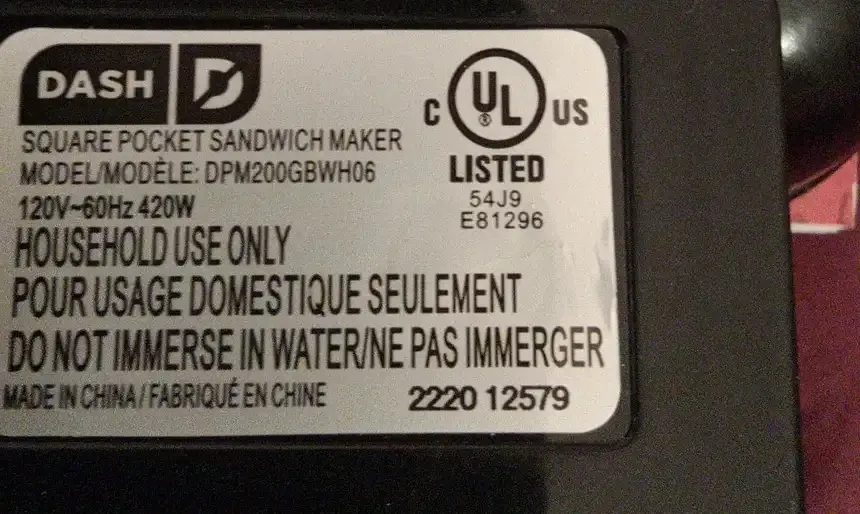 DASH
SQUARE POCKET SANDWICH MAKER
MODEL/MODÈLE: DPM200GBWH06
120V~60Hz 420W
C UL ® US
LISTED
54J9
E81296
HOUSEHOLD USE ONLY
POUR USAGE DOMESTIQUE SEULEMENT
DO NOT IMMERSE IN WATER/NE PAS IMMERGER
MADE IN CHINA/FABRIQUÉ EN CHINE
2220 12579